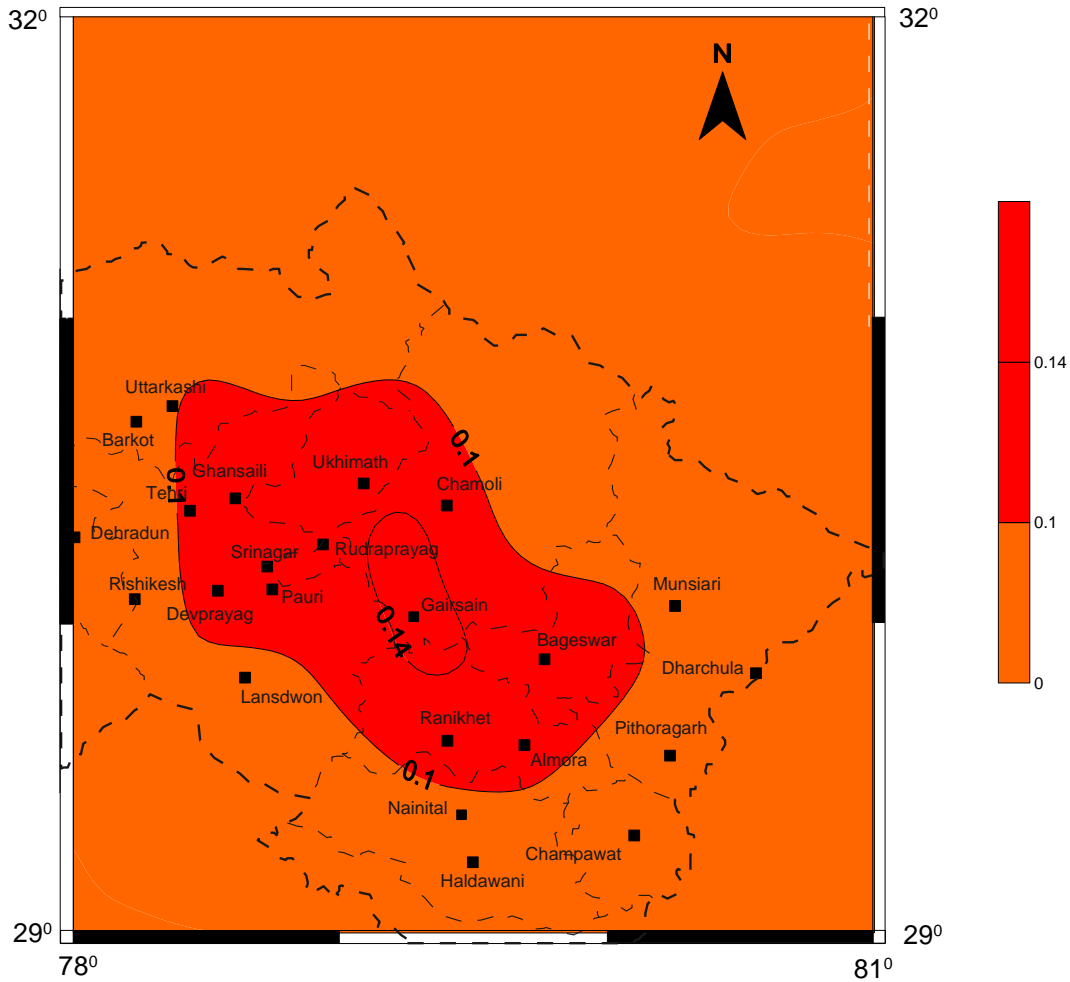 32⁰
32⁰
N
0.14
Uttarkashi
Barkot
0.1
Ukhimath
Ghansaili
Chamoli
Tehri
0.1
0.1
Dehradun
Srinagar
Rudraprayag
Rishikesh
Munsiari
Pauri
Gairsain
Devprayag
0.14
Bageswar
Dharchula
0
Lansdwon
Ranikhet
Pithoragarh
Almora
0.1
Nainital
Champawat
Haldawani
29⁰
29⁰
78⁰
81⁰